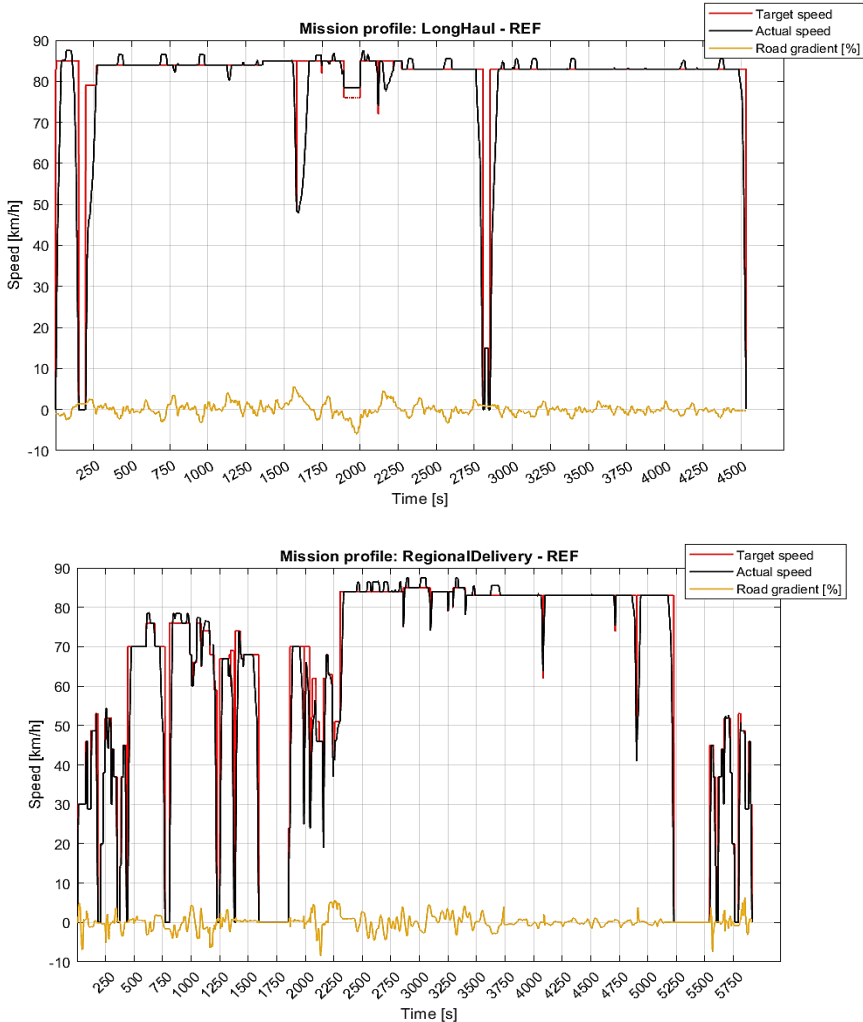 Mission profile: LongHaul - REF
Target speed
Actual speed
Road gradient [%]
90
80
70
60
50
40
30
20
10
0
-10
Speed [km/h]
250 500 750 1000 1250 1500 1750 2000 2250 2500 2750 3000 3250 3500 3750 4000 4250 4500
Time [s]
Mission profile: RegionalDelivery - REF
Target speed
Actual speed
Road gradient [%]
90
80
70
60
50
40
30
20
10
0
-10
Speed [km/h]
250 500 750 1000 1250 1500 1750 2000 2250 2500 2750 3000 3250 3500 3750 4000 4250 4500 4750 5000 5250 5500 5750
Time [s]